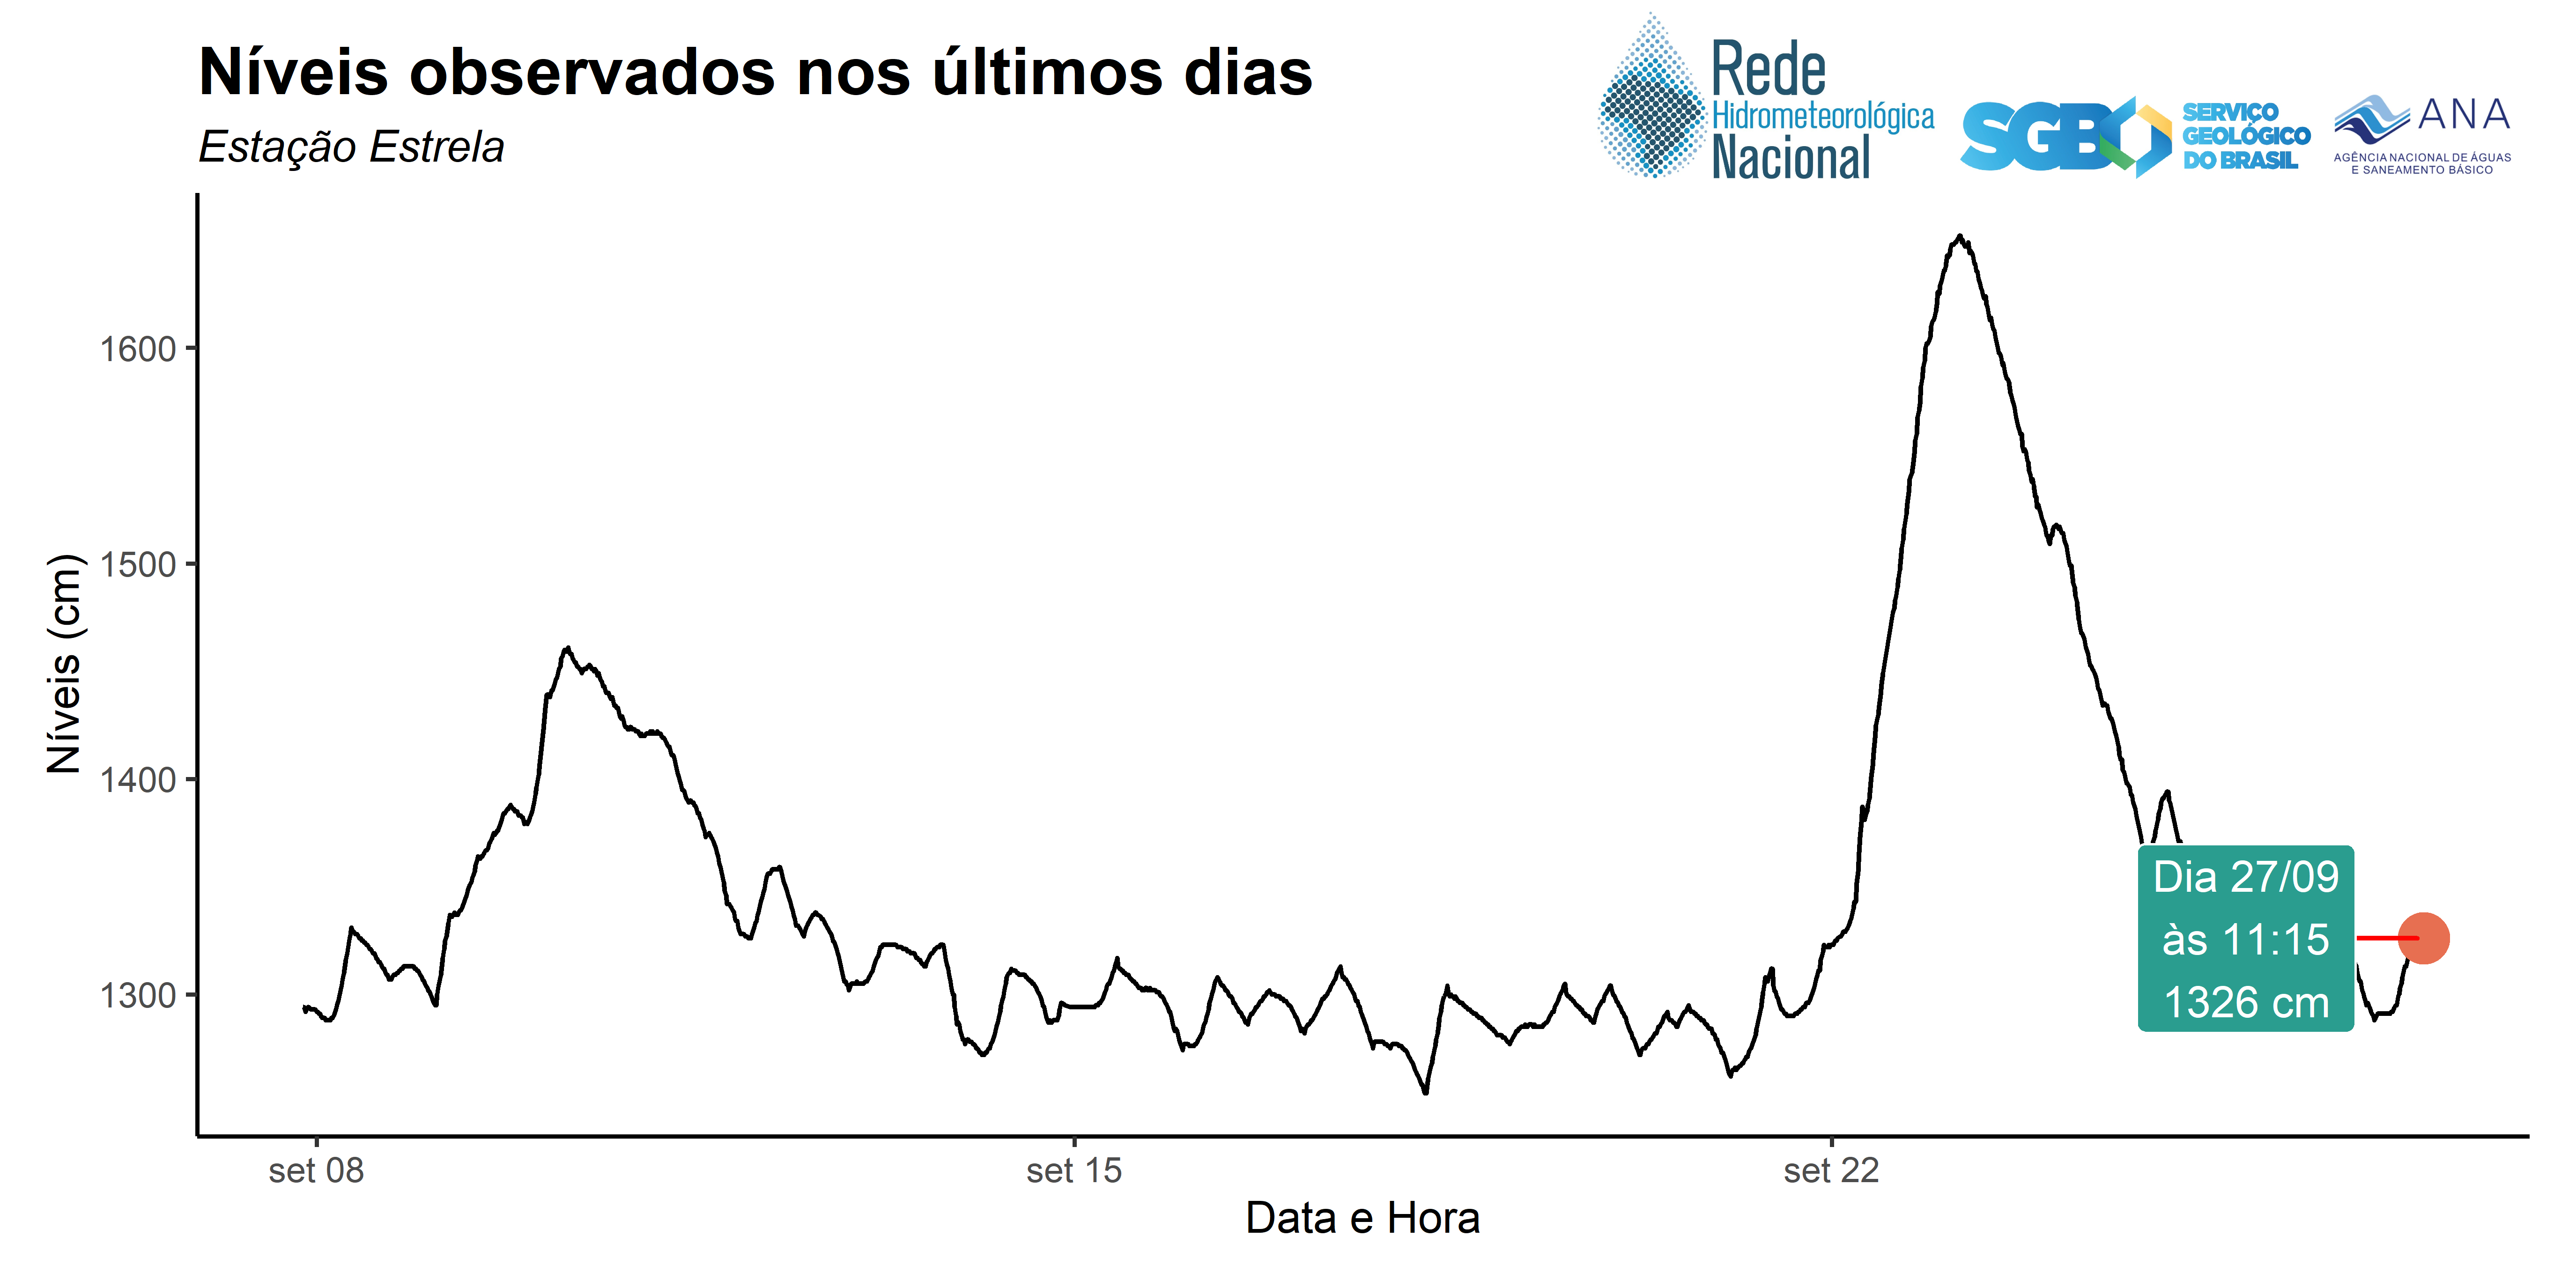 Níveis observados nos últimos dias
Estação Estrela
Rede
Hidrometeorológica
Nacional
SGB
SERVIÇO
GEOLÓGICO
DO BRASIL
ANA
AGÊNCIA NACIONAL DE ÁGUAS
E SANEAMENTO BÁSICO
Níveis (cm)
1600
1500
1400
1300
Dia 27/09
às 11:15
1326 cm
set 08
set 15
set 22
Data e Hora